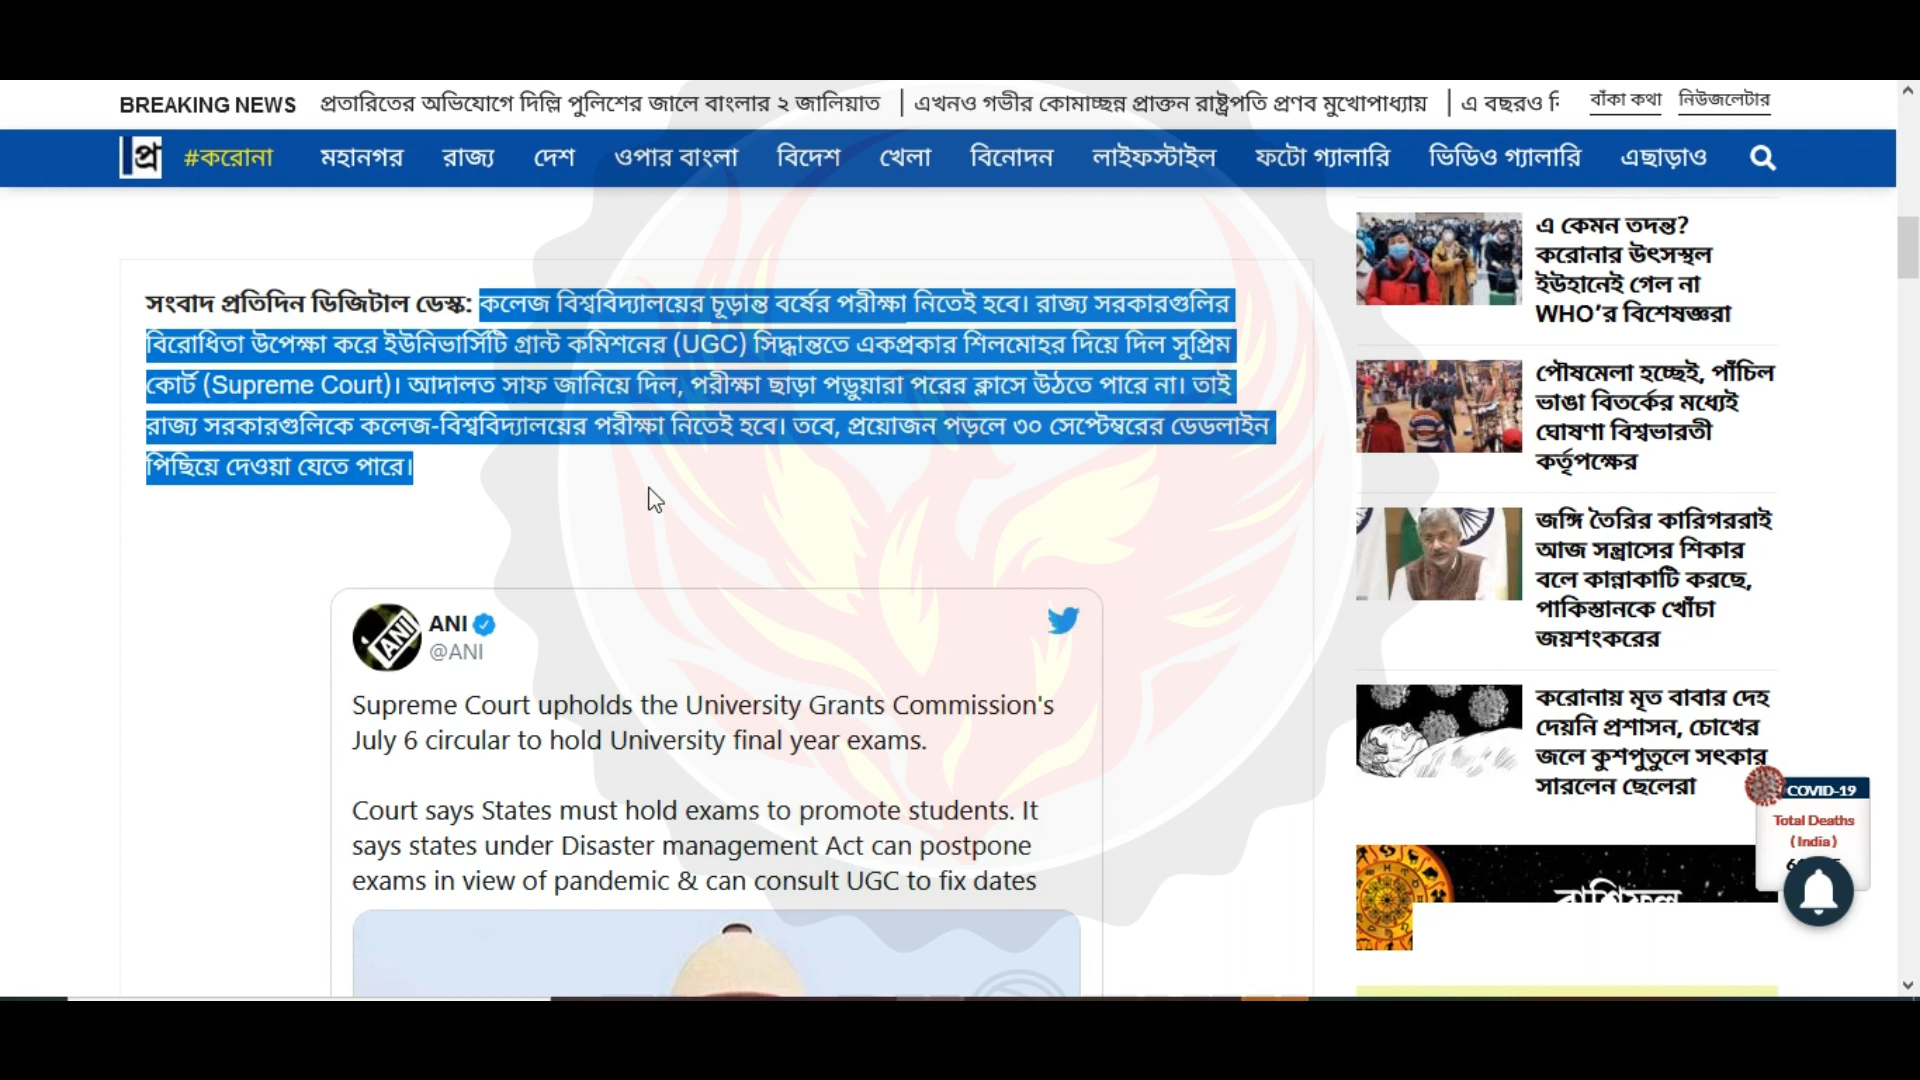 BREAKING NEWS প্রতারিতের অভিযোগে দিল্লি পুলিশের জালে বাংলার ২ জালিয়াত | এখনও গভীর কোমাচ্ছন্ন প্রাক্তন রাষ্ট্রপতি প্রণব মুখোপাধ্যায় | এ বছরও
বাঁকা কথা নিউজলেটার
প্র #করোনা মহানগর রাজ্য দেশ ওপার বাংলা বিদেশ খেলা বিনোদন লাইফস্টাইল ফটো গ্যালারি ভিডিও গ্যালারি এছাড়াও
সংবাদ প্রতিদিন ডিজিটাল ডেস্ক: কলেজ বিশ্ববিদ্যালয়ের চূড়ান্ত বর্ষের পরীক্ষা নিতেই হবে। রাজ্য সরকারগুলির
বিরোধিতা উপেক্ষা করে ইউনিভার্সিটি গ্রান্ট কমিশনের (UGC) সিদ্ধান্ততে একপ্রকার শিলমোহর দিয়ে দিল সুপ্রিম
কোর্ট (Supreme Court)। আদালত সাফ জানিয়ে দিল, পরীক্ষা ছাড়া পড়ুয়ারা পরের ক্লাসে উঠতে পারে না। তাই
রাজ্য সরকারগুলিকে কলেজ-বিশ্ববিদ্যালয়ের পরীক্ষা নিতেই হবে। তবে, প্রয়োজন পড়লে ৩০ সেপ্টেম্বরের ডেডলাইন
পিছিয়ে দেওয়া যেতে পারে।
ANI
@ANI
ANI
Supreme Court upholds the University Grants Commission's
July 6 circular to hold University final year exams.
Court says States must hold exams to promote students. It
says states under Disaster management Act can postpone
exams in view of pandemic & can consult UGC to fix dates
এ কেমন তদন্ত?
করোনার উৎসস্থল
ইউহানেই গেল না
WHO’র বিশেষজ্ঞরা
পৌষমেলা হচ্ছেই, পাঁচিল
ভাঙা বিতর্কের মধ্যেই
ঘোষণা বিশ্বভারতী
কর্তৃপক্ষের
জঙ্গি তৈরির কারিগররাই
আজ সন্ত্রাসের শিকার
বলে কান্নাকাটি করছে,
পাকিস্তানকে খোঁচা
জয়শংকরের
করোনায় মৃত বাবার দেহ
দেয়নি প্রশাসন, চোখের
জলে কুশপুতুলে সৎকার
সারলেন ছেলেরা
COVID-19
Total Deaths
(India)
রাশিফল